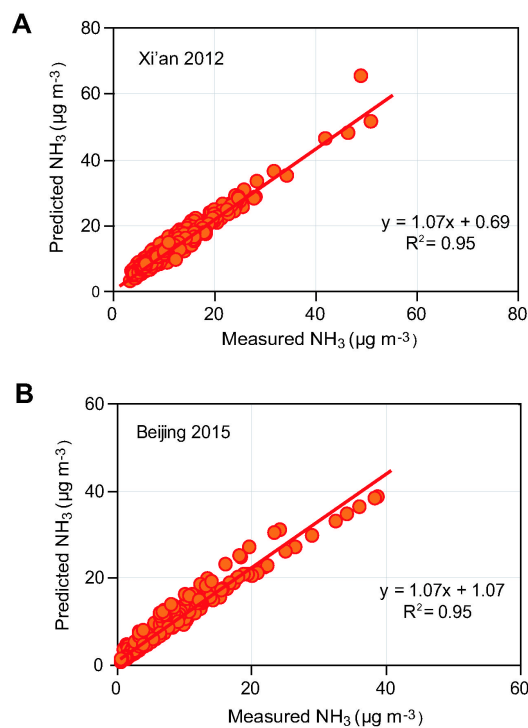 A
80
Xi'an 2012
60
Predicted NH3 (μg m-3)
40
20
y = 1.07x + 0.69
R2 = 0.95
0
0 20 40 60 80
Measured NH3 (μg m-3)
B
60
Beijing 2015
40
Predicted NH3 (μg m-3)
20
y = 1.07x + 1.07
R2 = 0.95
0
0 20 40 60
Measured NH3 (μg m-3)